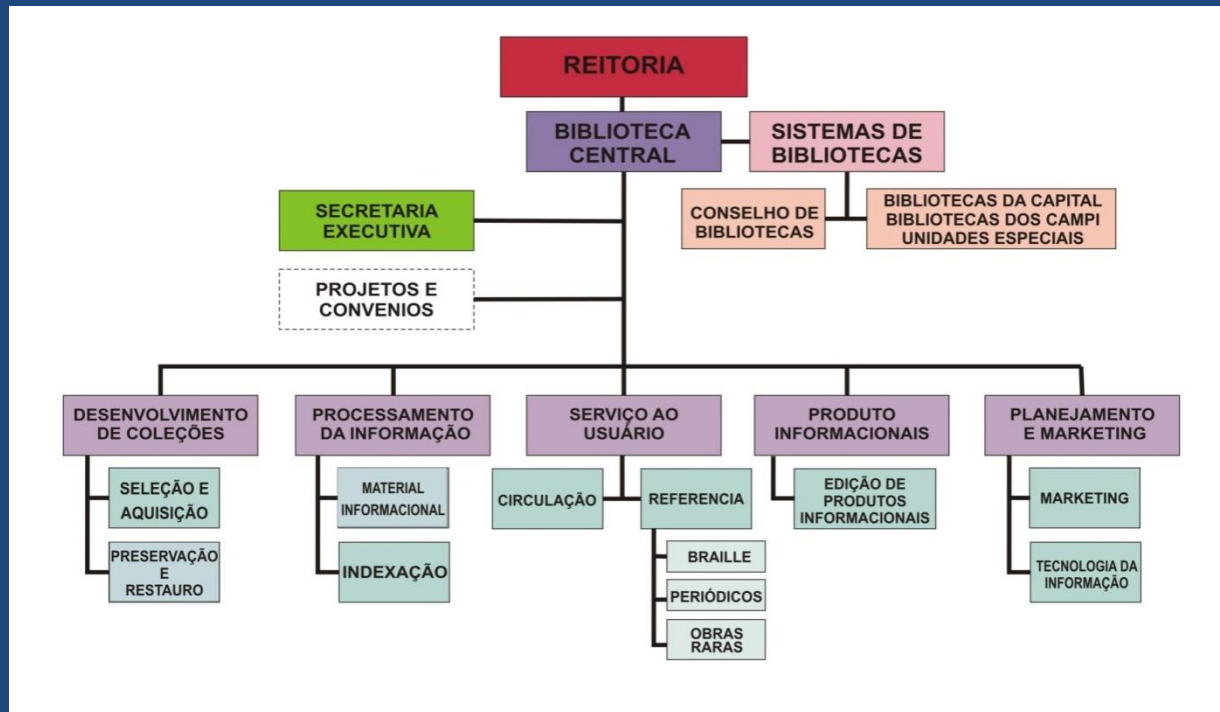 REITORIA
BIBLIOTECA
CENTRAL
SISTEMAS DE
BIBLIOTECAS
SECRETARIA
EXECUTIVA
CONSELHO DE
BIBLIOTECAS
BIBLIOTECAS DA CAPITAL
BIBLIOTECAS DOS CAMPI
UNIDADES ESPECIAIS
PROJETOS E
CONVENIOS
DESENVOLVIMENTO
DE COLEÇÕES
PROCESSAMENTO
DA INFORMAÇÃO
SERVIÇO AO
USUÁRIO
PRODUTO
INFORMACIONAIS
PLANEJAMENTO
E MARKETING
SELEÇÃO E
AQUISIÇÃO
PRESERVAÇÃO
E
RESTAURO
MATERIAL
INFORMACIONAL
INDEXAÇÃO
CIRCULAÇÃO
REFERENCIA
BRAILLE
PERIÓDICOS
OBRAS
RARAS
EDIÇÃO DE
PRODUTOS
INFORMACIONAIS
MARKETING
TECNOLOGIA DA
INFORMAÇÃO